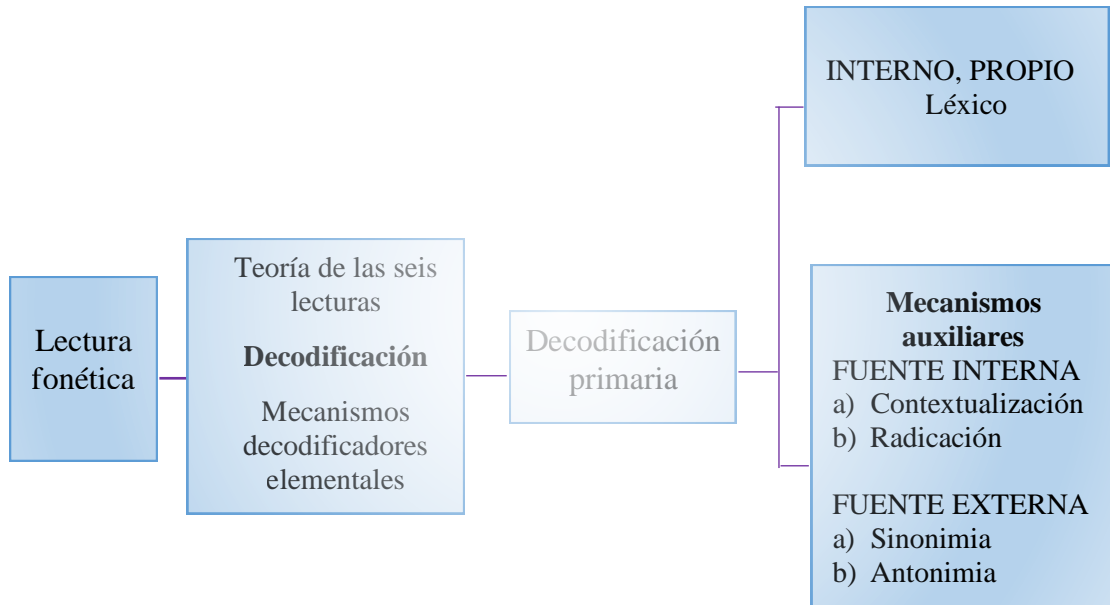 Lectura
fonética
Teoría de las seis
lecturas
Decodificación
Mecanismos
decodificadores
elementales
Decodificación
primaria
INTERNO, PROPIO
Léxico
Mecanismos
auxiliares
FUENTE INTERNA
a) Contextualización
b) Radicación
FUENTE EXTERNA
a) Sinonimia
b) Antonimia